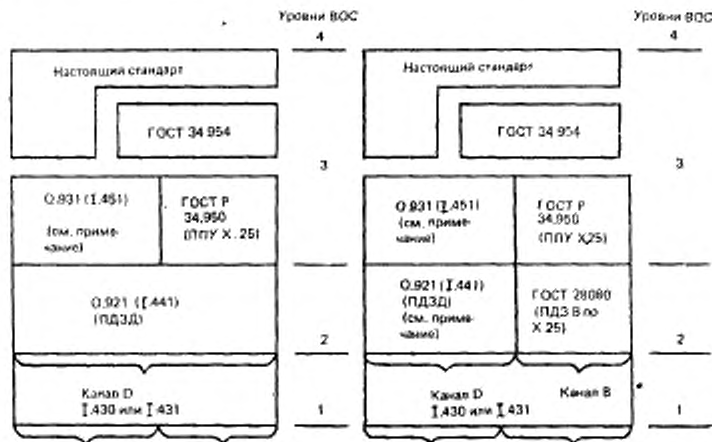 Уровни ВОС
4
Настоящий стандарт
ГОСТ 34.954
3
Q.931 (I.451)
(см. приме-
чание)
ГОСТ Р
34.950
(ППУ X.25)
Q.921 (I.441)
(ПДЗД)
2
Канал D
I.430 или I.431
1
Уровни ВОС
4
Настоящий стандарт
ГОСТ 34.954
3
Q.931 (I.451)
(см. приме-
чание)
ГОСТ Р
34.950
(ППУ X.25)
Q.921 (I.441)
(ПДЗД)
(см. приме-
чание)
ГОСТ 28080
(ПДЗ В по
X.25)
2
Канал D
Канал В
I.430 или I.431
1